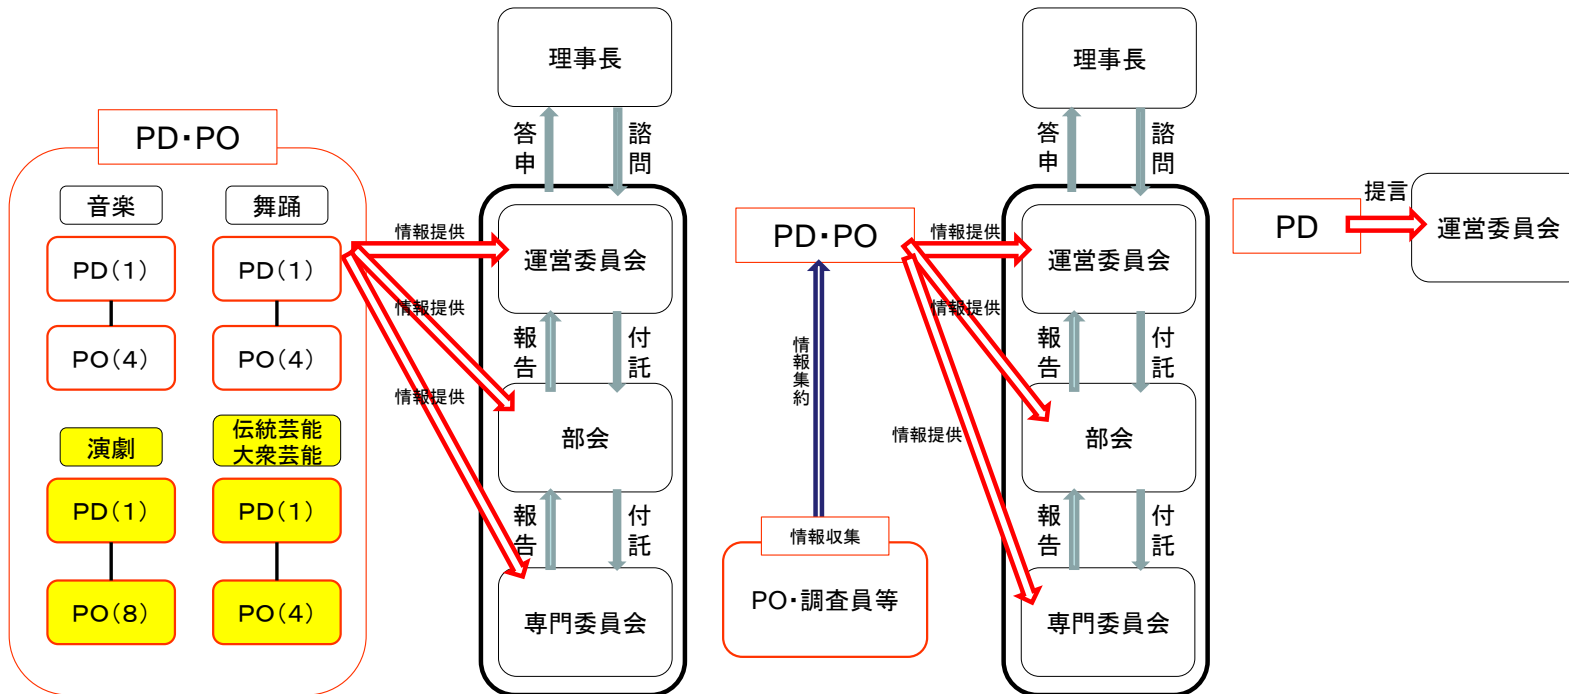 PD・PO
音楽
PD(1)
PO(4)
舞踊
PD(1)
PO(4)
演劇
PD(1)
PO(8)
伝統芸能
大衆芸能
PD(1)
PO(4)
情報提供
情報提供
情報提供
理事長
答申
諮問
運営委員会
報告
付託
部会
報告
付託
専門委員会
PD・PO
情報集約
情報収集
PO・調査員等
情報提供
情報提供
情報提供
理事長
答申
諮問
運営委員会
報告
付託
部会
報告
付託
専門委員会
PD
提言
運営委員会